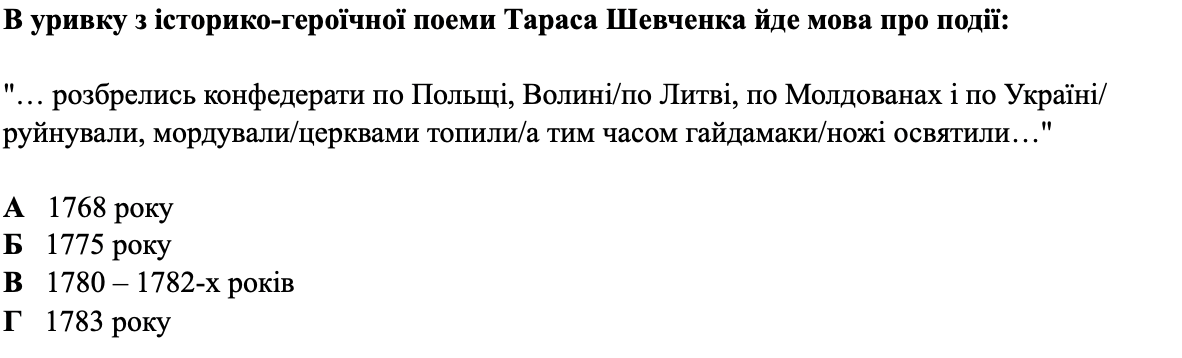 В уривку з історико-героїчної поеми Тараса Шевченка йде мова про події:
"… розбрелись конфедерати по Польщі, Волині/по Литві, по Молдованах і по Україні/
руйнували, мордували/церквами топили/а тим часом гайдамаки/ножі освятили…"
А 1768 року
Б 1775 року
В 1780 – 1782-х років
Г 1783 року